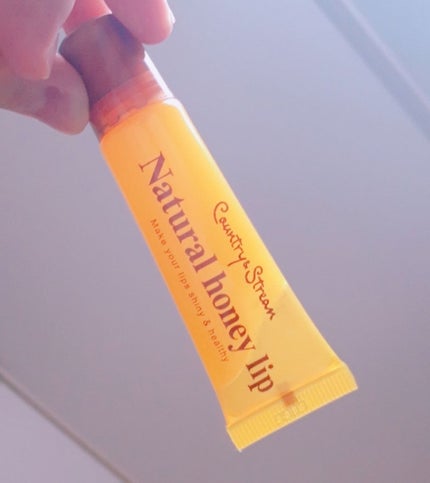 Country & Stream
Natural honey lip
Make your lips shiny & healthy